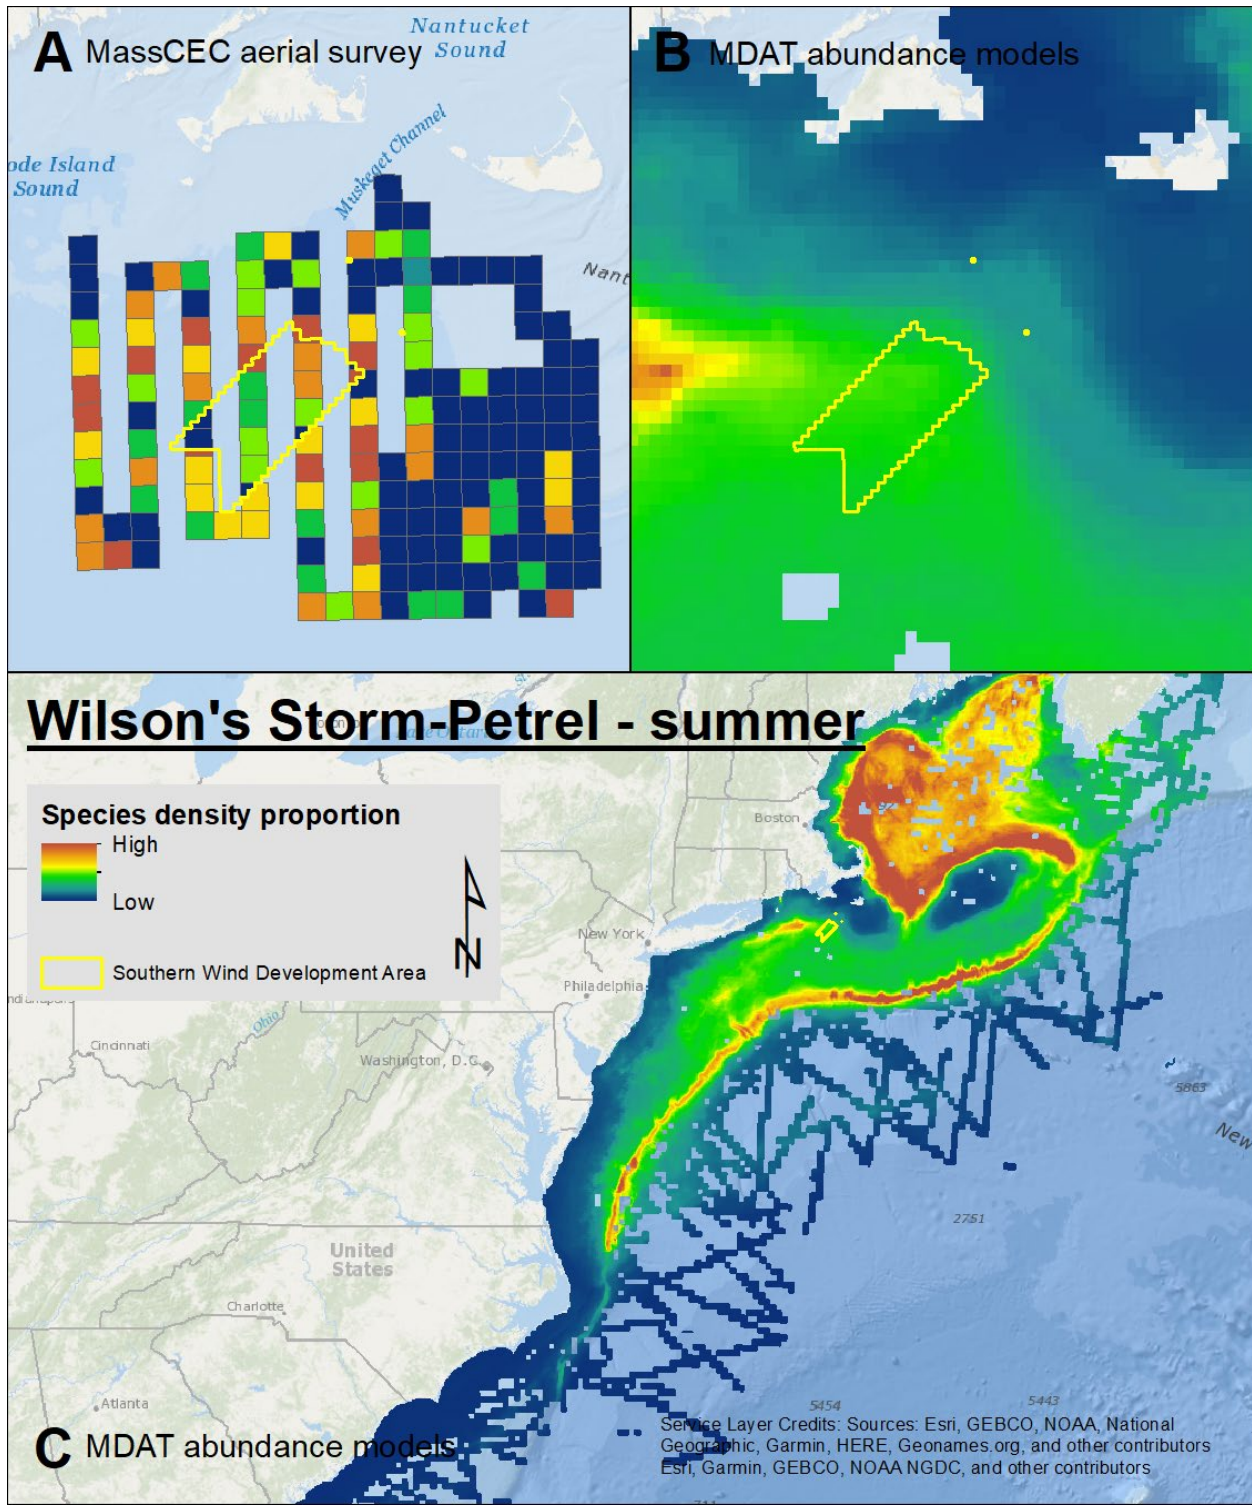 A MassCEC aerial survey
Nantucket
Sound
ode Island
Sound
Muskeget Channel
Nant
B MDAT abundance models
Wilson's Storm-Petrel - summer
Species density proportion
High
Low
N
Southern Wind Development Area
Boston
New York
Philadelphia
Ohio
Cincinnati
Washington, D.C.
5863
New
2751
United
States
Charlotte
Atlanta
5443
5454
C MDAT abundance models
Service Layer Credits: Sources: Esri, GEBCO, NOAA, National
Geographic, Garmin, HERE, Geonames.org, and other contributors
Esri, Garmin, GEBCO, NOAA NGDC, and other contributors